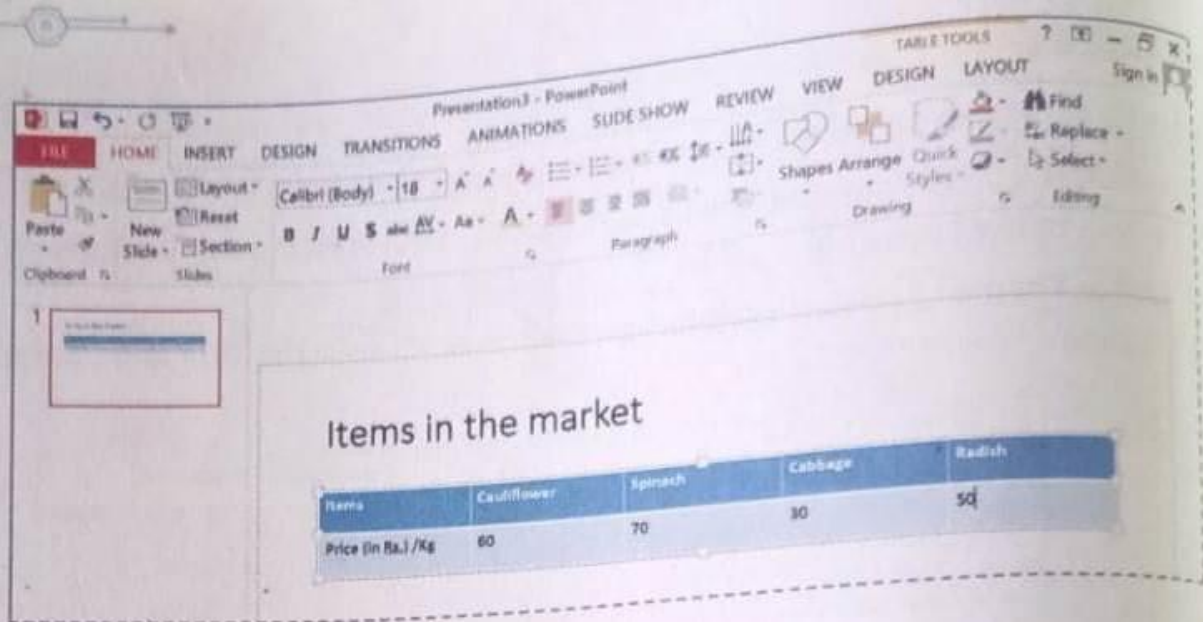 TABLE TOOLS ?
Presentation3 - PowerPoint
Sign in
FILE HOME INSERT DESIGN TRANSITIONS ANIMATIONS SLIDE SHOW REVIEW VIEW DESIGN LAYOUT
Paste
New Slide
Layout
Reset
Section
Calibri (Body) 18 A A
B I U S abc AV Aa A
Shapes Arrange Quick Styles
Find
Replace
Select
Clipboard Slides Font Paragraph Drawing Editing
1
Items in the market
Items Cauliflower Spinach Cabbage Radish
Price (in Rs.) /Kg 60 70 30 50